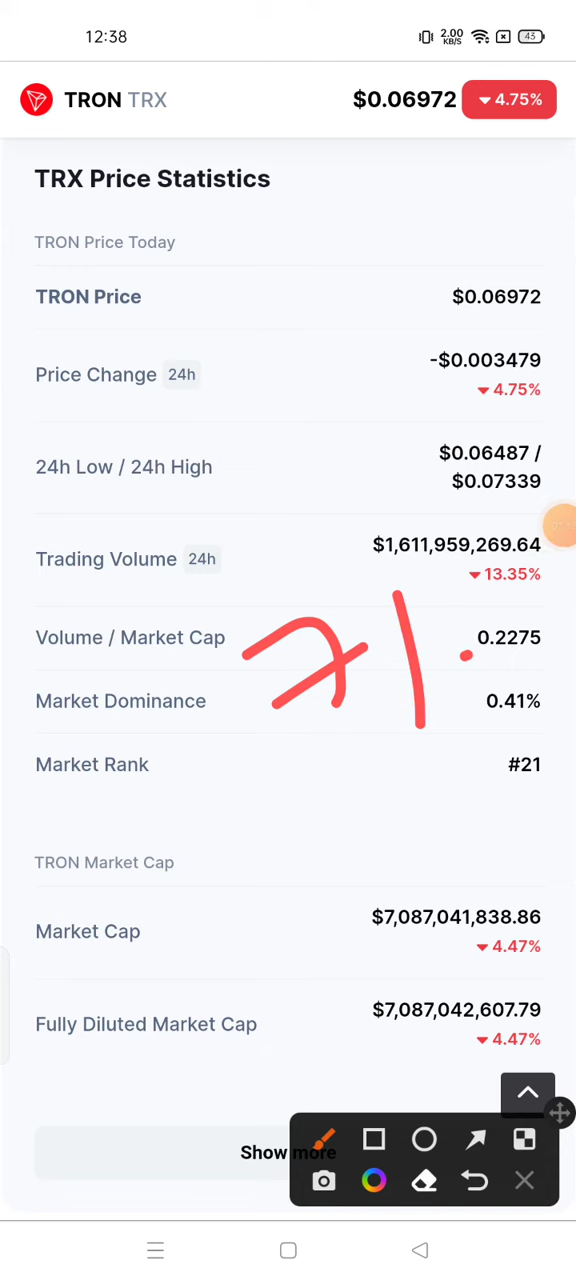 12:38
2.00 KB/S
43
TRON TRX
$0.06972
4.75%
TRX Price Statistics
TRON Price Today
TRON Price
$0.06972
Price Change 24h
-$0.003479
4.75%
24h Low / 24h High
$0.06487 /
$0.07339
Trading Volume 24h
$1,611,959,269.64
13.35%
Volume / Market Cap
0.2275
71.
Market Dominance
0.41%
Market Rank
#21
TRON Market Cap
Market Cap
$7,087,041,838.86
4.47%
Fully Diluted Market Cap
$7,087,042,607.79
4.47%
Show more